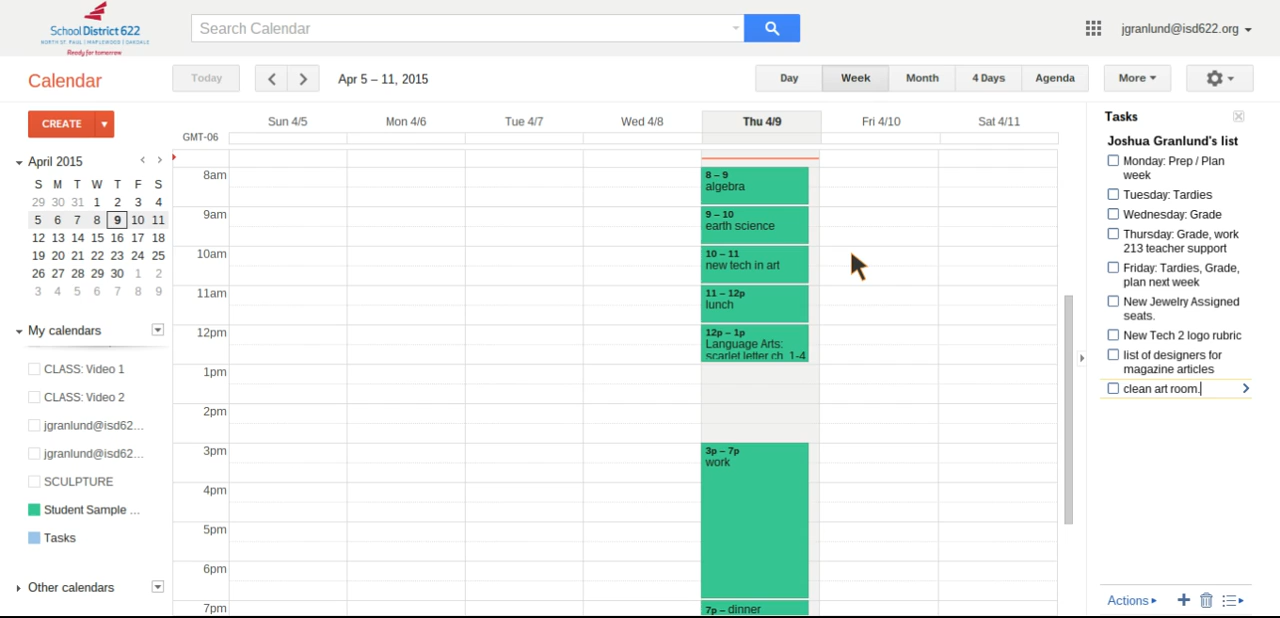 School District 622
NORTH ST. PAUL | MAPLEWOOD | OAKDALE
Ready for tomorrow
Search Calendar
jgranlund@isd622.org
Calendar
Today
Apr 5 – 11, 2015
Day
Week
Month
4 Days
Agenda
More
CREATE
April 2015
S M T W T F S
29 30 31 1 2 3 4
5 6 7 8 9 10 11
12 13 14 15 16 17 18
19 20 21 22 23 24 25
26 27 28 29 30 1 2
3 4 5 6 7 8 9
My calendars
CLASS: Video 1
CLASS: Video 2
jgranlund@isd62...
jgranlund@isd62...
SCULPTURE
Student Sample ...
Tasks
Other calendars
GMT-06
Sun 4/5
Mon 4/6
Tue 4/7
Wed 4/8
Thu 4/9
Fri 4/10
Sat 4/11
8am
9am
10am
11am
12pm
1pm
2pm
3pm
4pm
5pm
6pm
7pm
8 – 9
algebra
9 – 10
earth science
10 – 11
new tech in art
11 – 12p
lunch
12p – 1p
Language Arts:
scarlet letter ch. 1-4
3p – 7p
work
7p – dinner
Tasks
Joshua Granlund's list
Monday: Prep / Plan
week
Tuesday: Tardies
Wednesday: Grade
Thursday: Grade, work
213 teacher support
Friday: Tardies, Grade,
plan next week
New Jewelry Assigned
seats.
New Tech 2 logo rubric
list of designers for
magazine articles
clean art room.
Actions